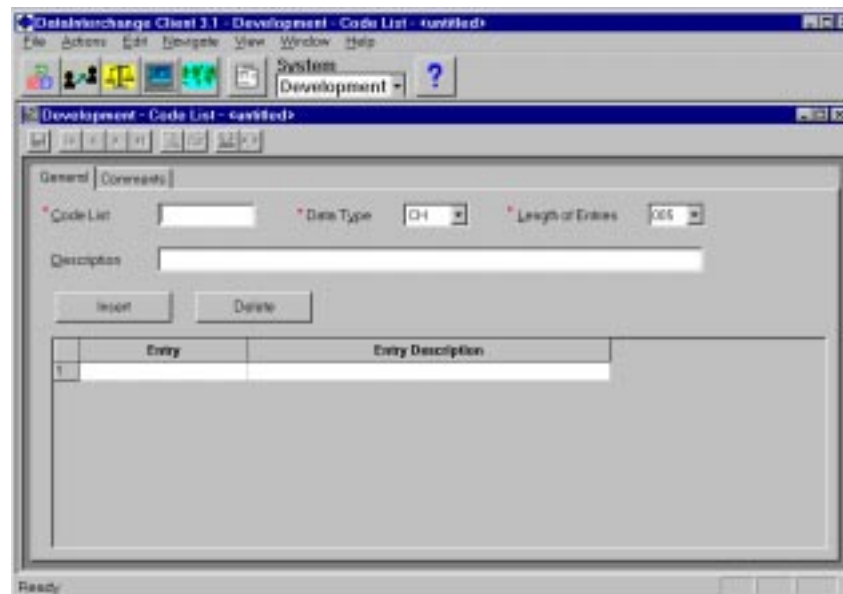 DataInterchange Client 3.1 - Development - Code List - <untitled>
File Actions Edit Navigate View Window Help
System
Development
?
Development - Code List - <untitled>
General Comments
*Code List *Data Type CH *Length of Entries 005
Description
Insert Delete
Entry Entry Description
1
Ready